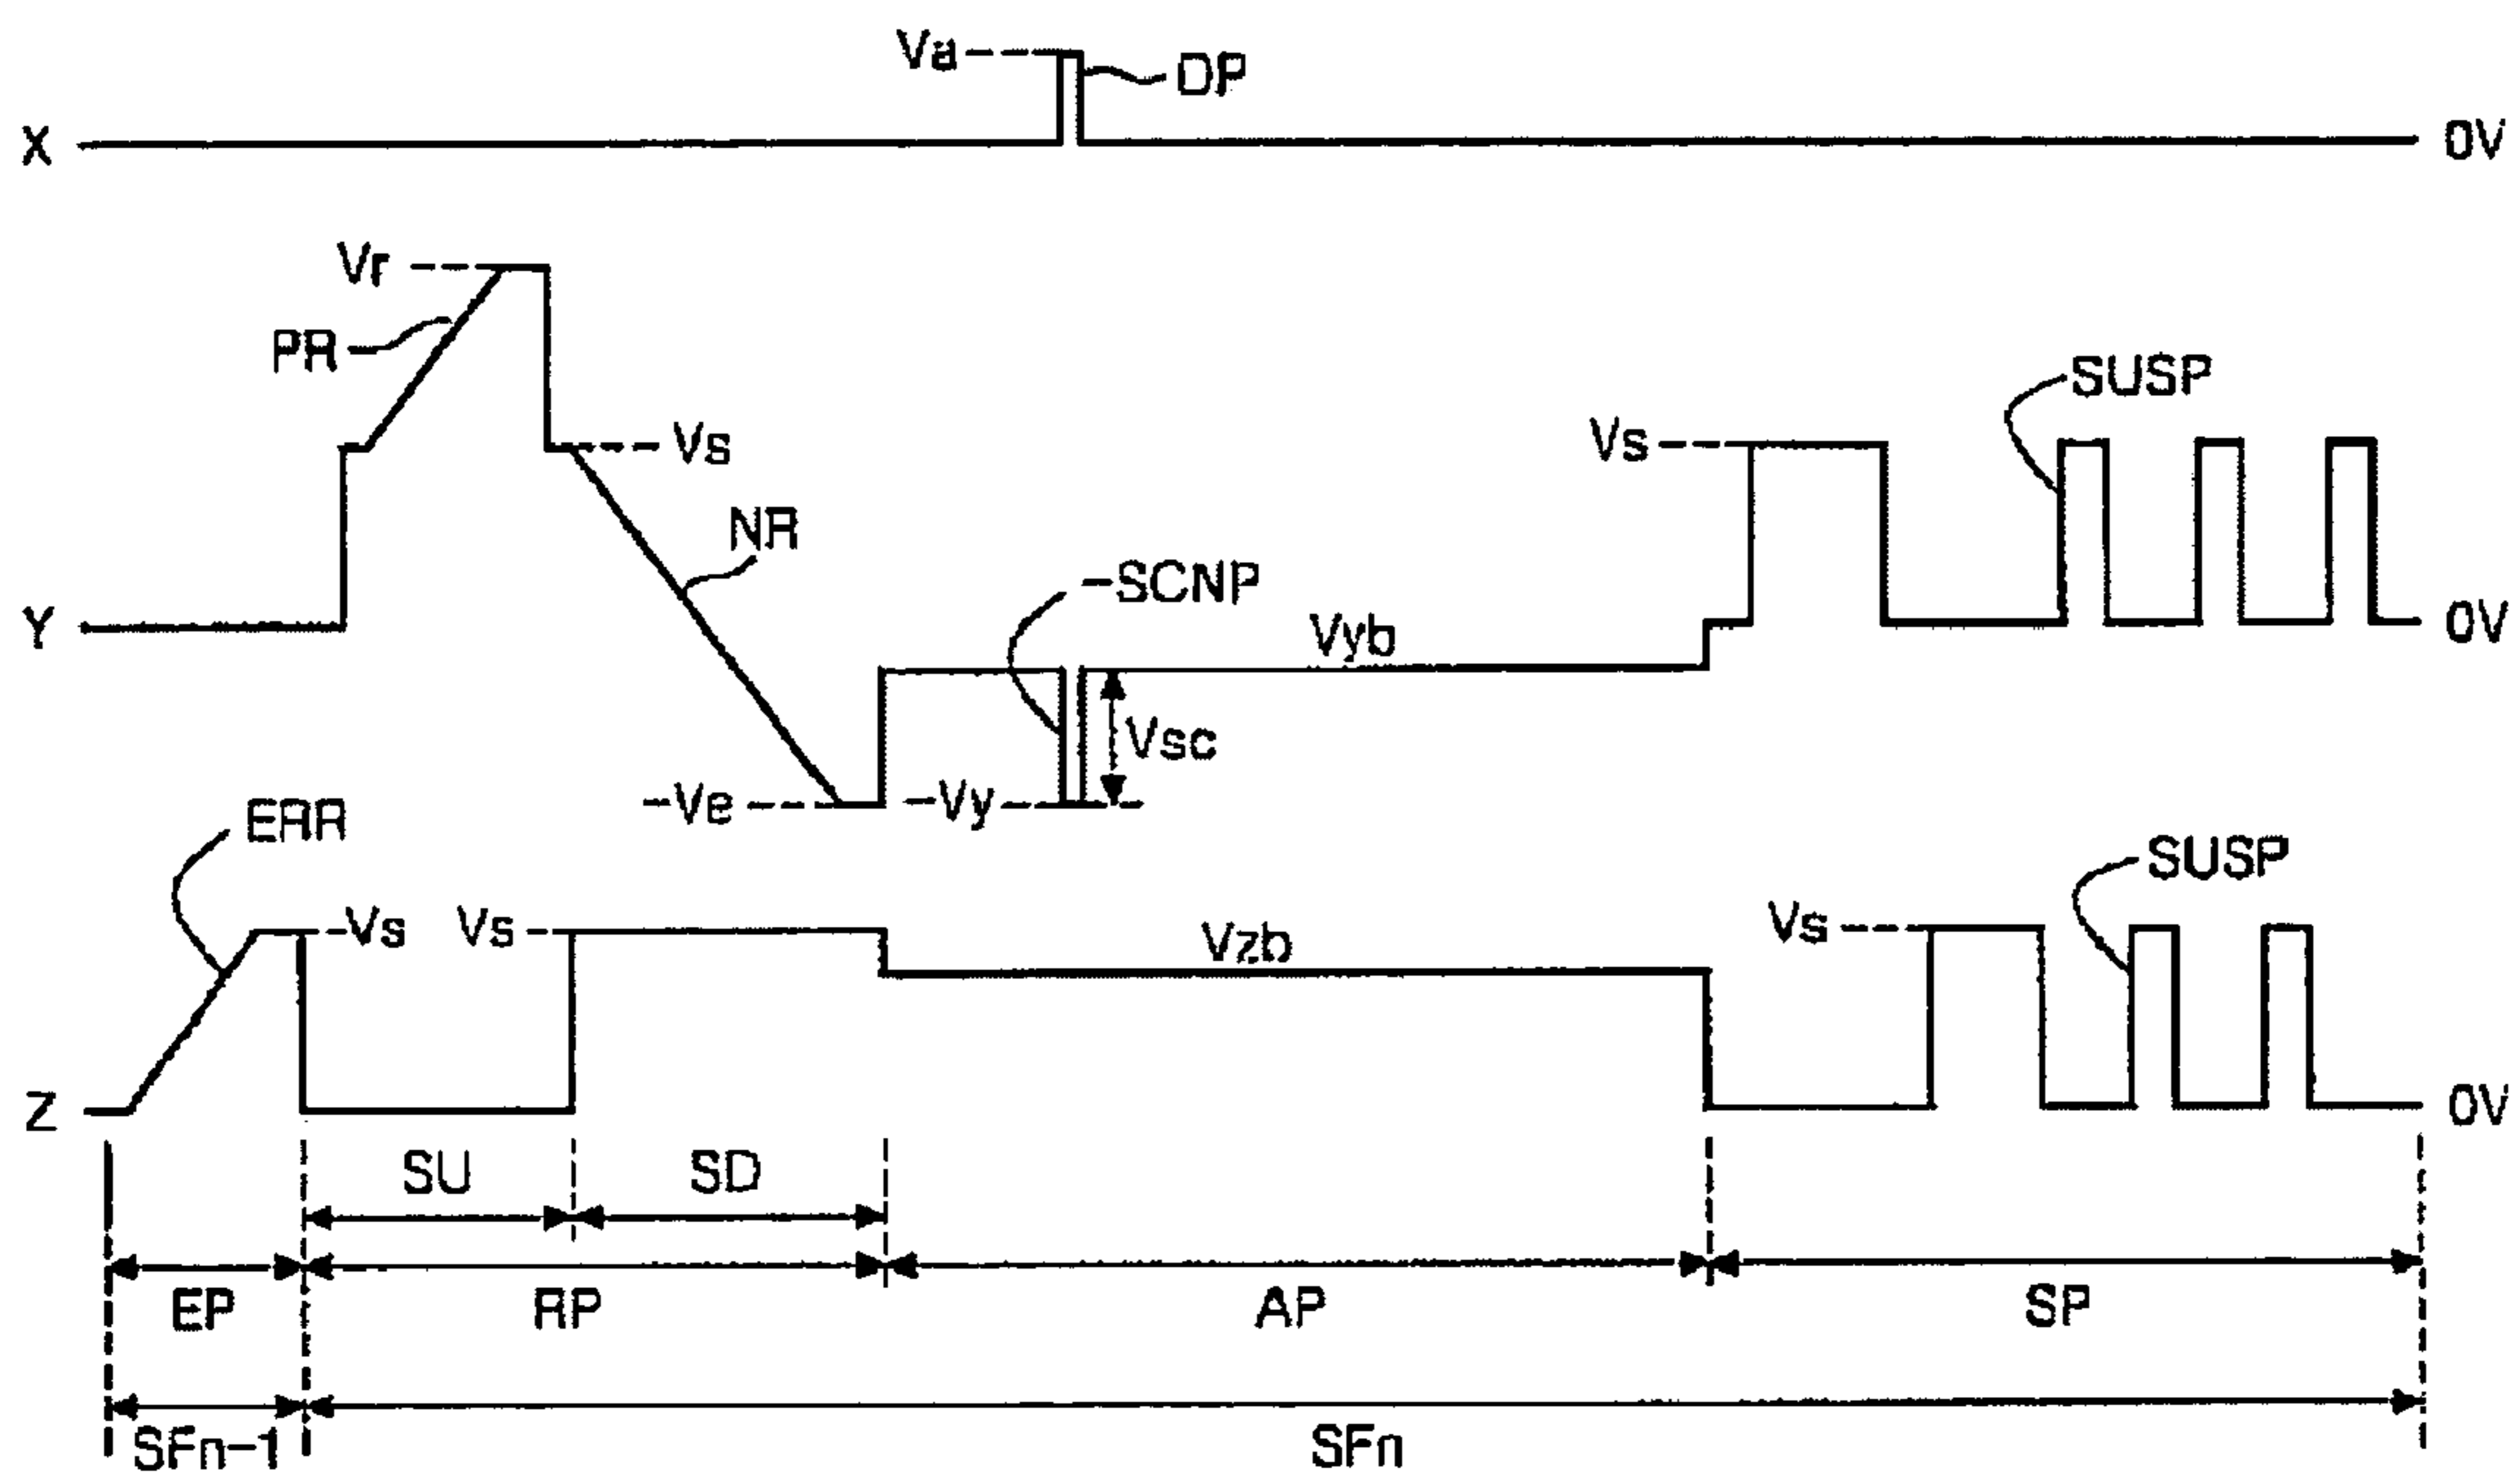 Va
DP
X
0V
Vr
PR
Vs
Vs
SUSP
NR
-SCNP
Y
Vyb
0V
Vsc
-Ve
-Vy
ERR
SUSP
Vs
Vs
Vzb
Vs
Z
0V
SU
SD
EP
RP
AP
SP
SFn-1
SFn